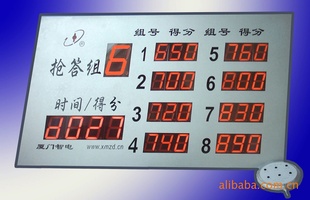 组号 得分 组号 得分
抢答组 6
1 650 5 760
2 700 6 800
3 720 7 830
4 740 8 850
时间/得分
厦门智电 www.xmzd.cn
alibaba.com.cn